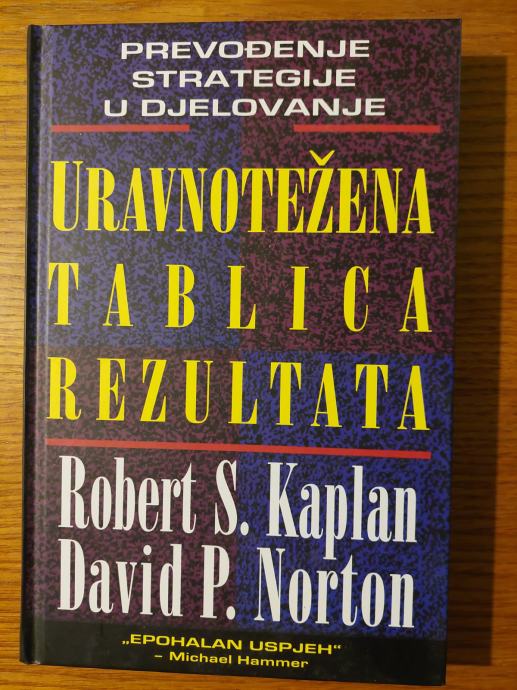 PREVOĐENJE
STRATEGIJE
U DJELOVANJE
URAVNOTEŽENA
TABLICA
REZULTATA
Robert S. Kaplan
David P. Norton
„EPOHALAN USPJEH“
– Michael Hammer